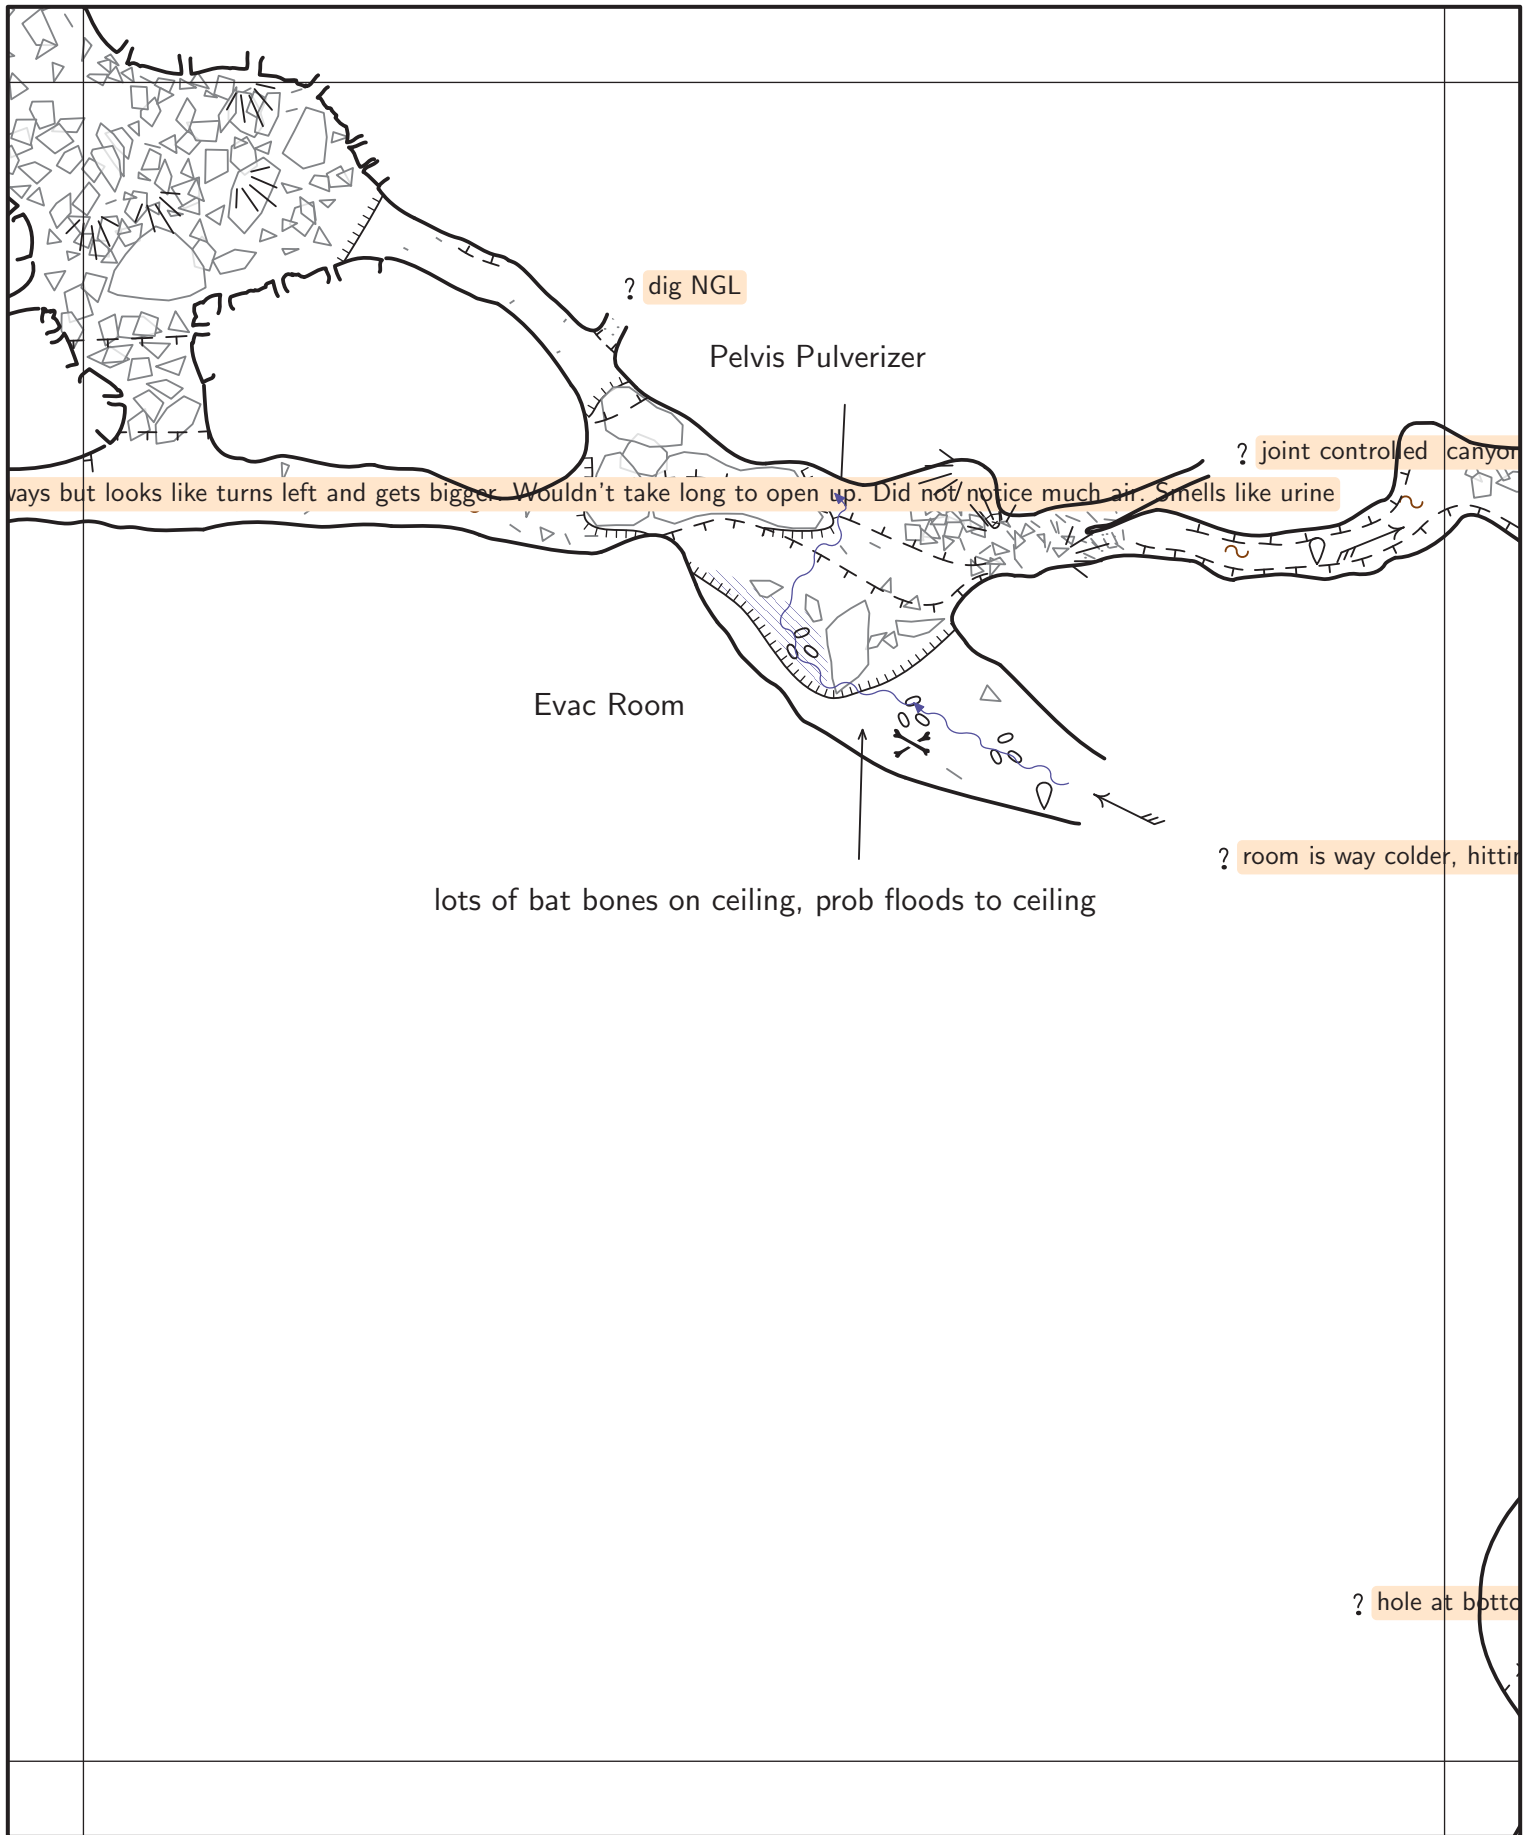 ? dig NGL
Pelvis Pulverizer
? joint controlled canyon
ways but looks like turns left and gets bigger. Wouldn't take long to open up. Did not notice much air. Smells like urine
Evac Room
? room is way colder, hittin
lots of bat bones on ceiling, prob floods to ceiling
? hole at botto